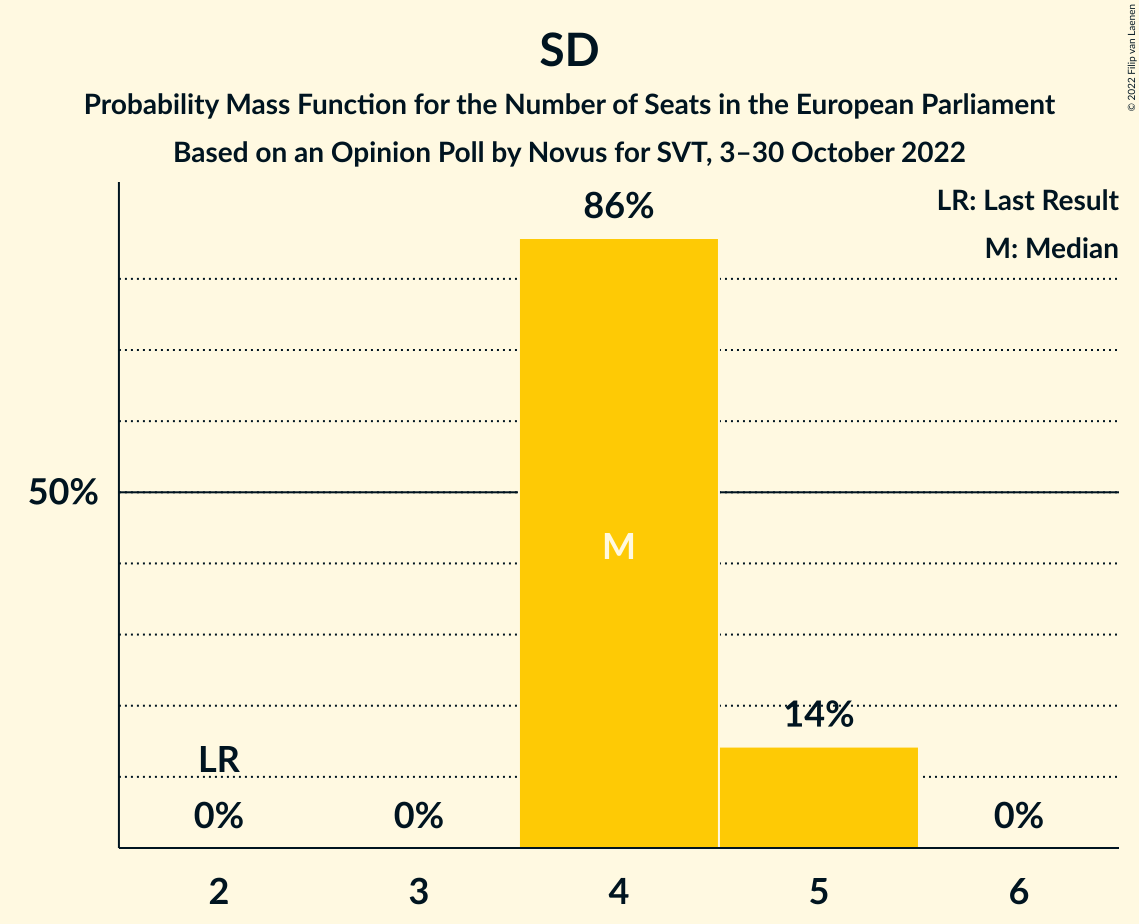 SD
Probability Mass Function for the Number of Seats in the European Parliament
Based on an Opinion Poll by Novus for SVT, 3–30 October 2022
© 2022 Filip van Laenen
LR: Last Result
M: Median
86%
50%
M
14%
LR
0%
0%
0%
2
3
4
5
6